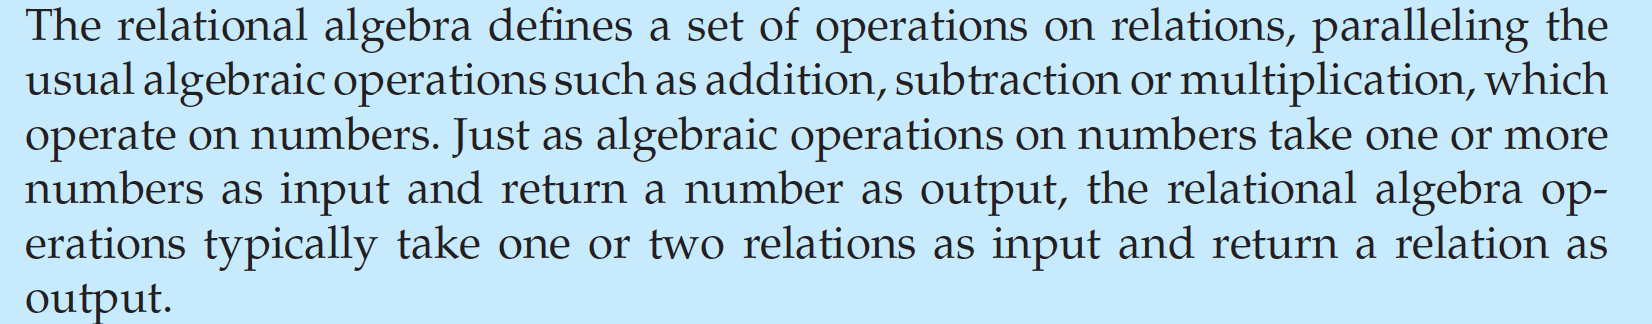 The relational algebra defines a set of operations on relations, paralleling the
usual algebraic operations such as addition, subtraction or multiplication, which
operate on numbers. Just as algebraic operations on numbers take one or more
numbers as input and return a number as output, the relational algebra op-
erations typically take one or two relations as input and return a relation as
output.